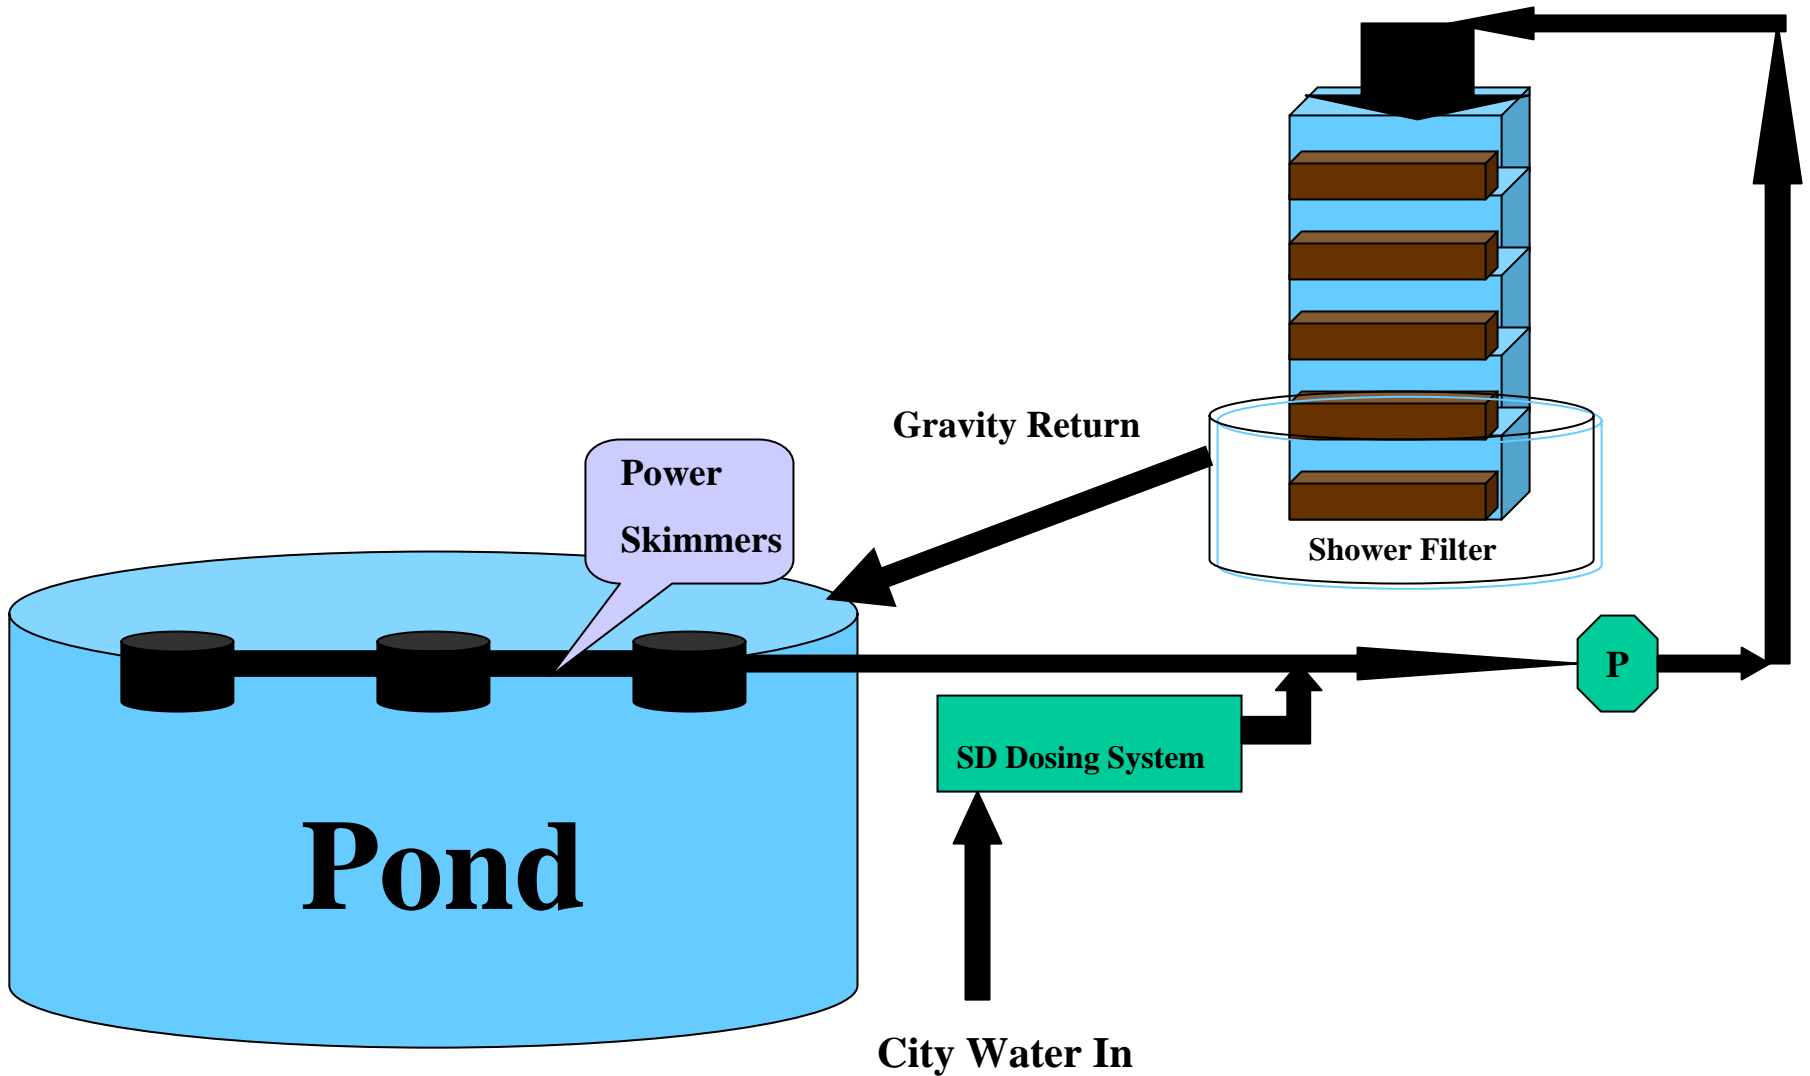 Gravity Return
Power
Skimmers
Shower Filter
P
SD Dosing System
Pond
City Water In